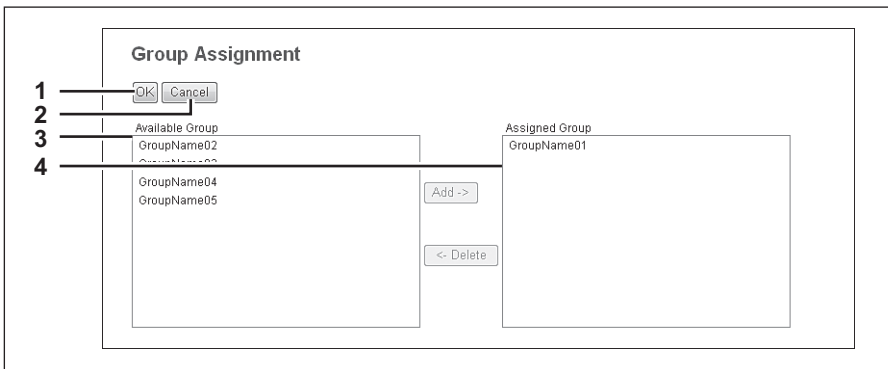 Group Assignment
1
OK Cancel
2
Available Group Assigned Group
3
GroupName02 GroupName01
4
GroupName04
Add ->
GroupName05
<- Delete